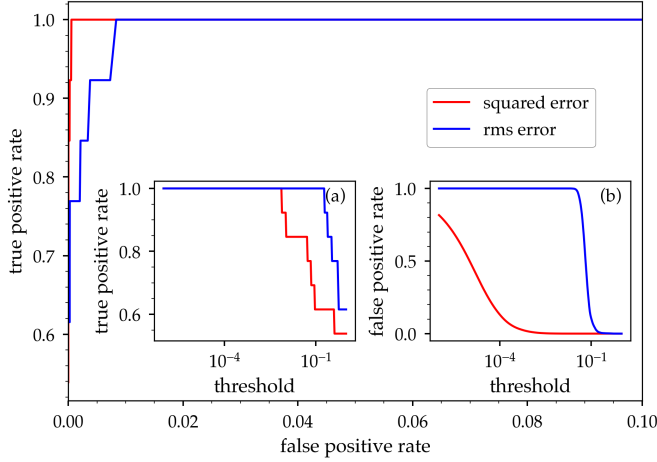 1.0
0.9
0.8
0.7
0.6
true positive rate
squared error
rms error
(a)
1.0
0.8
0.6
true positive rate
10⁻⁴
10⁻¹
threshold
(b)
1.0
0.5
0.0
false positive rate
10⁻⁴
10⁻¹
threshold
0.00
0.02
0.04
0.06
0.08
0.10
false positive rate